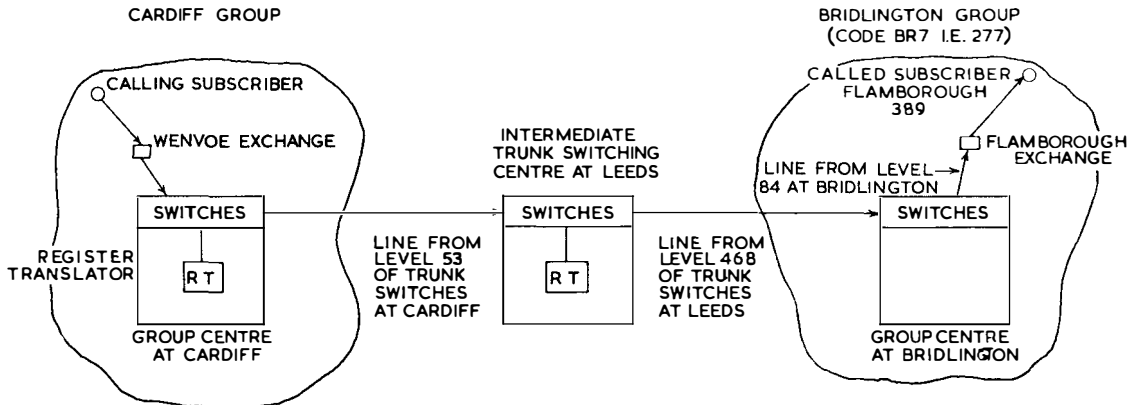 CARDIFF GROUP
BRIDLINGTON GROUP
(CODE BR7 I.E. 277)
CALLING SUBSCRIBER
WENVOE EXCHANGE
SWITCHES
REGISTER
TRANSLATOR
RT
GROUP CENTRE
AT CARDIFF
LINE FROM
LEVEL 53
OF TRUNK
SWITCHES
AT CARDIFF
INTERMEDIATE
TRUNK SWITCHING
CENTRE AT LEEDS
SWITCHES
RT
LINE FROM
LEVEL 468
OF TRUNK
SWITCHES
AT LEEDS
CALLED SUBSCRIBER
FLAMBOROUGH
389
FLAMBOROUGH
EXCHANGE
LINE FROM LEVEL
84 AT BRIDLINGTON
SWITCHES
GROUP CENTRE
AT BRIDLINGTON